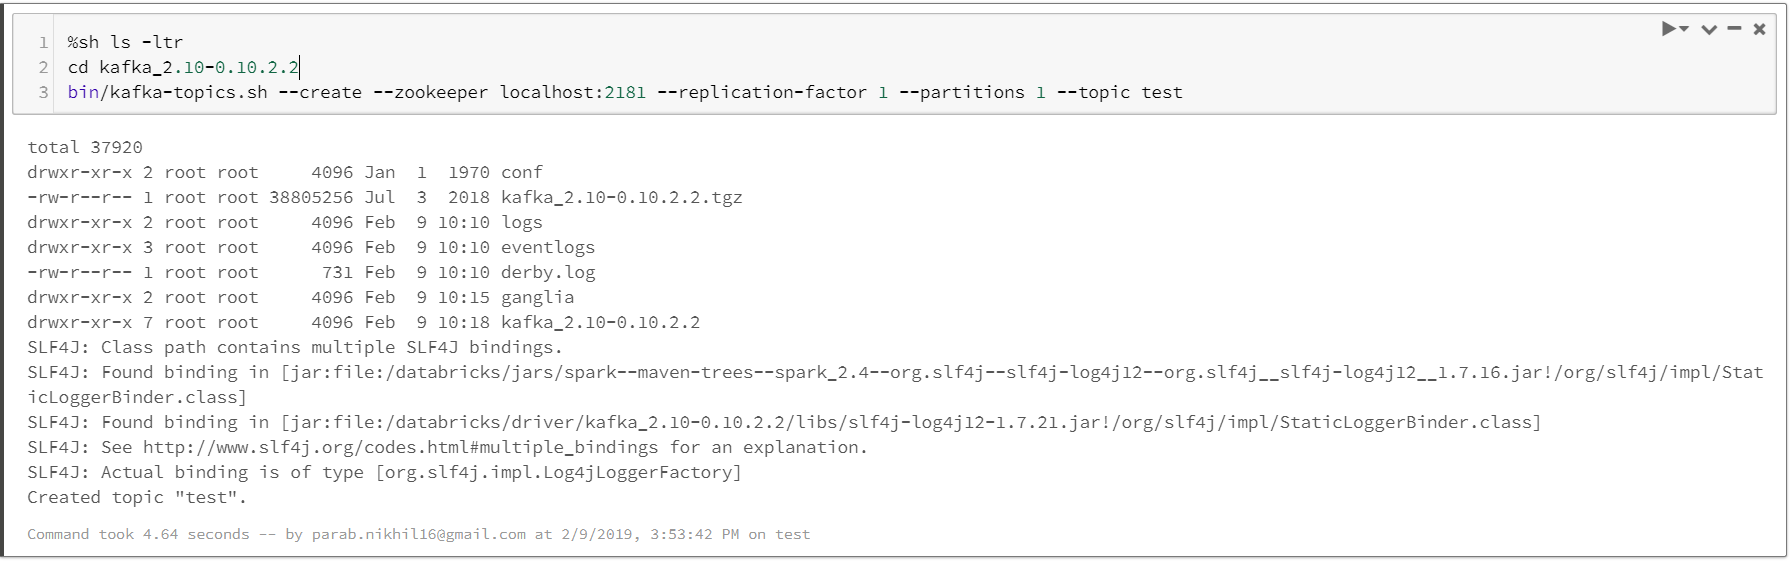 1 %sh ls -ltr
2 cd kafka_2.10-0.10.2.2
3 bin/kafka-topics.sh --create --zookeeper localhost:2181 --replication-factor 1 --partitions 1 --topic test
total 37920
drwxr-xr-x 2 root root     4096 Jan  1  1970 conf
-rw-r--r-- 1 root root 38805256 Jul  3  2018 kafka_2.10-0.10.2.2.tgz
drwxr-xr-x 2 root root     4096 Feb  9 10:10 logs
drwxr-xr-x 3 root root     4096 Feb  9 10:10 eventlogs
-rw-r--r-- 1 root root      731 Feb  9 10:10 derby.log
drwxr-xr-x 2 root root     4096 Feb  9 10:15 ganglia
drwxr-xr-x 7 root root     4096 Feb  9 10:18 kafka_2.10-0.10.2.2
SLF4J: Class path contains multiple SLF4J bindings.
SLF4J: Found binding in [jar:file:/databricks/jars/spark--maven-trees--spark_2.4--org.slf4j--slf4j-log4j12--org.slf4j__slf4j-log4j12__1.7.16.jar!/org/slf4j/impl/Stat
icLoggerBinder.class]
SLF4J: Found binding in [jar:file:/databricks/driver/kafka_2.10-0.10.2.2/libs/slf4j-log4j12-1.7.21.jar!/org/slf4j/impl/StaticLoggerBinder.class]
SLF4J: See http://www.slf4j.org/codes.html#multiple_bindings for an explanation.
SLF4J: Actual binding is of type [org.slf4j.impl.Log4jLoggerFactory]
Created topic "test".
Command took 4.64 seconds -- by parab.nikhil16@gmail.com at 2/9/2019, 3:53:42 PM on test